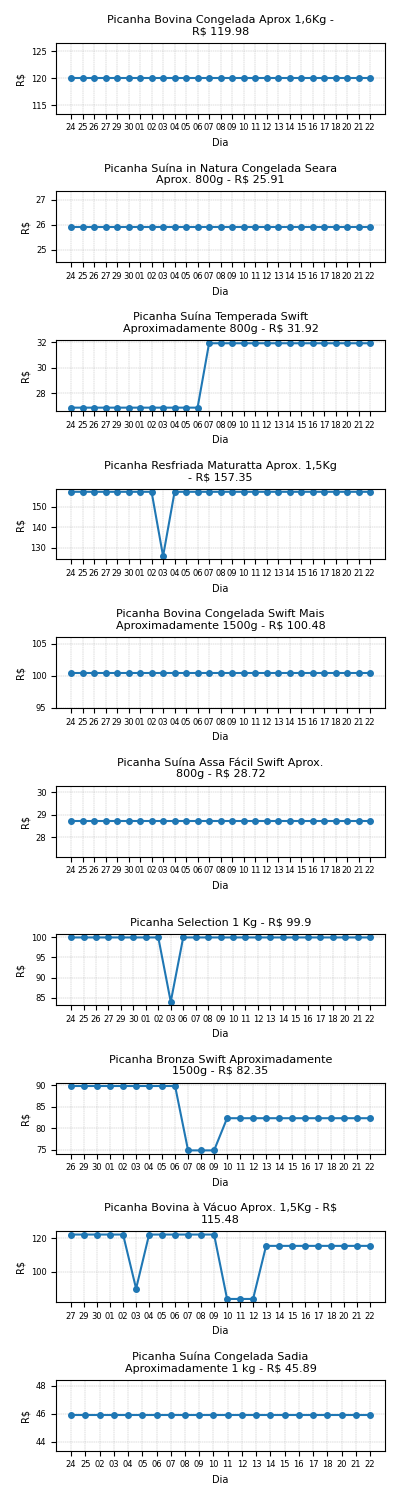 Picanha Bovina Congelada Aprox 1,6Kg -
R$ 119.98
125
120
115
R$
24 25 26 27 29 30 01 02 03 04 05 06 07 08 09 10 11 12 13 14 15 16 17 18 20 21 22
Dia
Picanha Suína in Natura Congelada Seara
Aprox. 800g - R$ 25.91
27
26
25
R$
24 25 26 27 29 30 01 02 03 04 05 06 07 08 09 10 11 12 13 14 15 16 17 18 20 21 22
Dia
Picanha Suína Temperada Swift
Aproximadamente 800g - R$ 31.92
32
30
28
R$
24 25 26 27 29 30 01 02 03 04 05 06 07 08 09 10 11 12 13 14 15 16 17 18 20 21 22
Dia
Picanha Resfriada Maturatta Aprox. 1,5Kg
- R$ 157.35
150
140
130
R$
24 25 26 27 29 30 01 02 03 04 05 06 07 08 09 10 11 12 13 14 15 16 17 18 20 21 22
Dia
Picanha Bovina Congelada Swift Mais
Aproximadamente 1500g - R$ 100.48
105
100
95
R$
24 25 26 27 29 30 01 02 03 04 05 06 07 08 09 10 11 12 13 14 15 16 17 18 20 21 22
Dia
Picanha Suína Assa Fácil Swift Aprox.
800g - R$ 28.72
30
29
28
R$
24 25 26 27 29 30 01 02 03 04 05 06 07 08 09 10 11 12 13 14 15 16 17 18 20 21 22
Dia
Picanha Selection 1 Kg - R$ 99.9
100
95
90
85
R$
24 25 26 27 29 30 01 02 03 06 07 08 09 10 11 12 13 14 15 16 17 18 20 21 22
Dia
Picanha Bronza Swift Aproximadamente
1500g - R$ 82.35
90
85
80
75
R$
26 29 30 01 02 03 04 05 06 07 08 09 10 11 12 13 14 15 16 17 18 20 21 22
Dia
Picanha Bovina à Vácuo Aprox. 1,5Kg - R$
115.48
120
100
R$
27 29 30 01 02 03 04 05 06 07 08 09 10 11 12 13 14 15 16 17 18 20 21 22
Dia
Picanha Suína Congelada Sadia
Aproximadamente 1 kg - R$ 45.89
48
46
44
R$
24 25 02 03 04 05 06 07 08 09 10 11 12 13 14 15 16 17 18 20 21 22
Dia